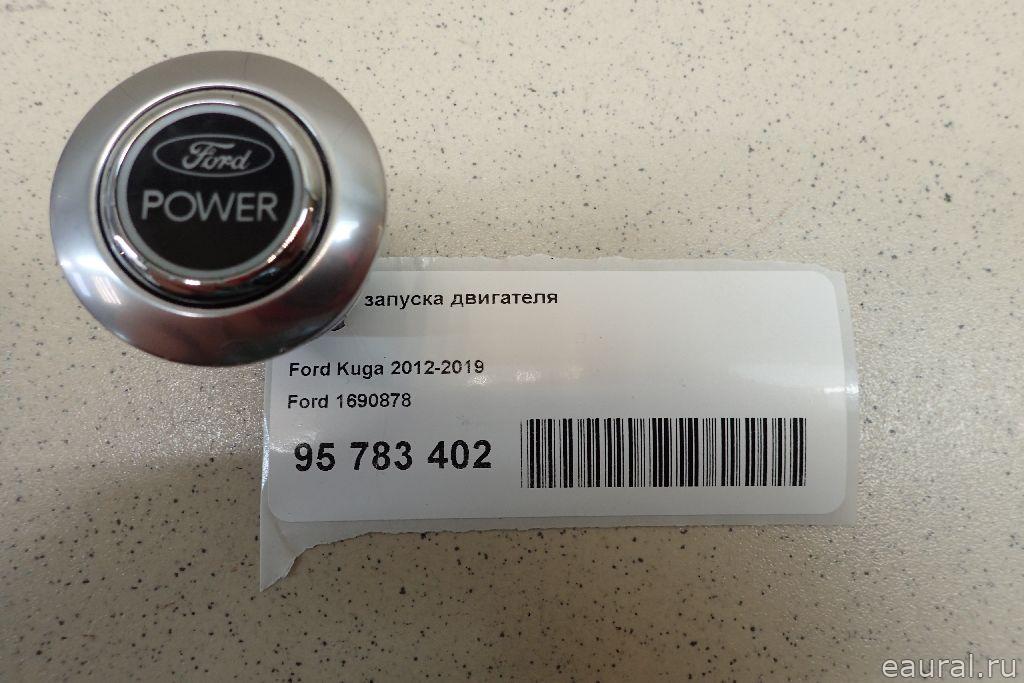 Ford
POWER
запуска двигателя
Ford Kuga 2012-2019
Ford 1690878
95 783 402
eaural.ru